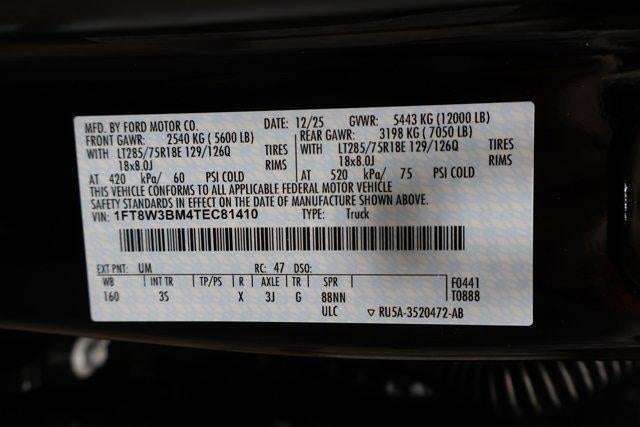 MFD. BY FORD MOTOR CO. DATE: 12/25 GVWR: 5443 KG (12000 LB)
FRONT GAWR: 2540 KG (5600 LB) REAR GAWR: 3198 KG (7050 LB)
WITH LT285/75R18E 129/126Q TIRES WITH LT285/75R18E 129/126Q TIRES
18x8.0J RIMS 18x8.0J RIMS
AT 420 kPa/ 60 PSI COLD AT 520 kPa/ 75 PSI COLD
THIS VEHICLE CONFORMS TO ALL APPLICABLE FEDERAL MOTOR VEHICLE
SAFETY STANDARDS IN EFFECT ON THE DATE OF MANUFACTURE SHOWN ABOVE.
VIN: 1FT8W3BM4TEC81410 TYPE: Truck
EXT PNT: UM RC: 47 DSO:
WB INT TR TP/PS R AXLE TR SPR F0441
160 3S X 3J G 88NN T0888
ULC ▽ RU5A-3520472-AB